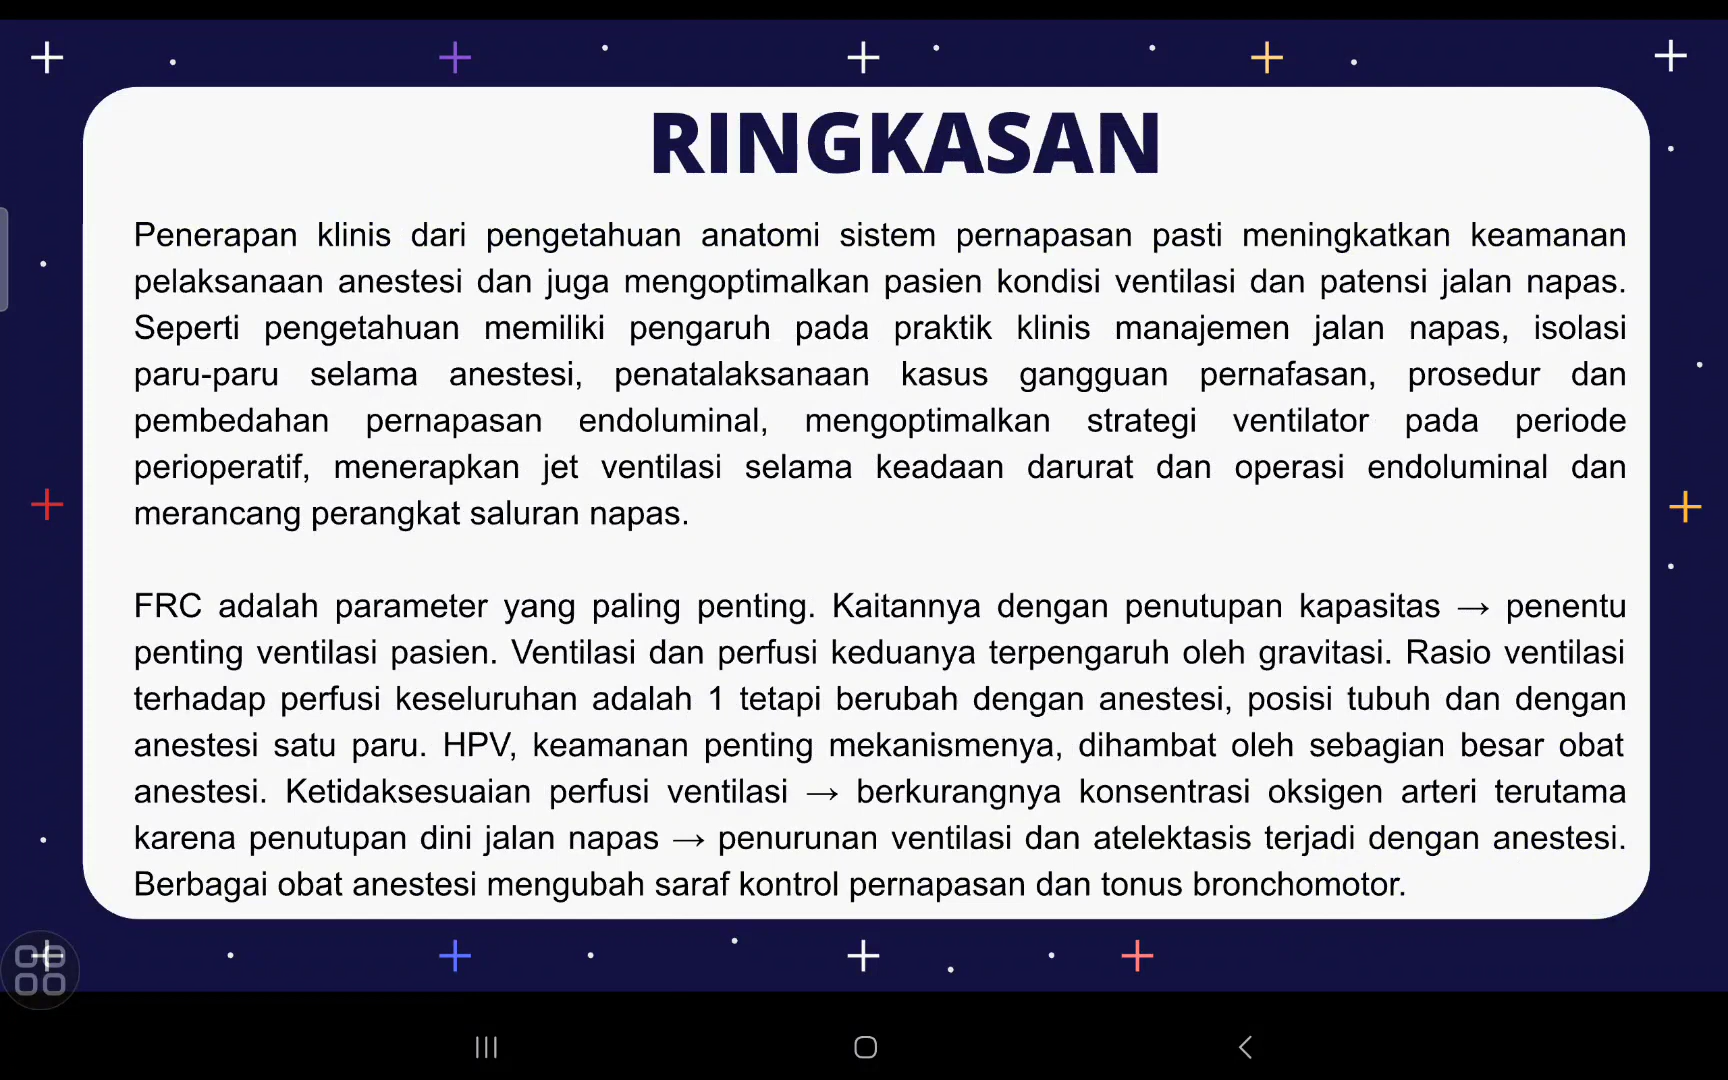 RINGKASAN
Penerapan klinis dari pengetahuan anatomi sistem pernapasan pasti meningkatkan keamanan
pelaksanaan anestesi dan juga mengoptimalkan pasien kondisi ventilasi dan patensi jalan napas.
Seperti pengetahuan memiliki pengaruh pada praktik klinis manajemen jalan napas, isolasi
paru-paru selama anestesi, penatalaksanaan kasus gangguan pernafasan, prosedur dan
pembedahan pernapasan endoluminal, mengoptimalkan strategi ventilator pada periode
perioperatif, menerapkan jet ventilasi selama keadaan darurat dan operasi endoluminal dan
merancang perangkat saluran napas.
FRC adalah parameter yang paling penting. Kaitannya dengan penutupan kapasitas → penentu
penting ventilasi pasien. Ventilasi dan perfusi keduanya terpengaruh oleh gravitasi. Rasio ventilasi
terhadap perfusi keseluruhan adalah 1 tetapi berubah dengan anestesi, posisi tubuh dan dengan
anestesi satu paru. HPV, keamanan penting mekanismenya, dihambat oleh sebagian besar obat
anestesi. Ketidaksesuaian perfusi ventilasi → berkurangnya konsentrasi oksigen arteri terutama
karena penutupan dini jalan napas → penurunan ventilasi dan atelektasis terjadi dengan anestesi.
Berbagai obat anestesi mengubah saraf kontrol pernapasan dan tonus bronchomotor.